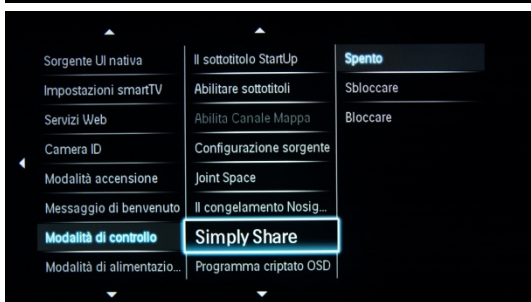 Sorgente UI nativa
Impostazioni smartTV
Servizi Web
Camera ID
Modalità accensione
Messaggio di benvenuto
Modalità di controllo
Modalità di alimentazio...
Il sottotitolo StartUp
Abilitare sottotitoli
Abilita Canale Mappa
Configurazione sorgente
Joint Space
Il congelamento Nosig...
Simply Share
Programma criptato OSD
Spento
Sbloccare
Bloccare